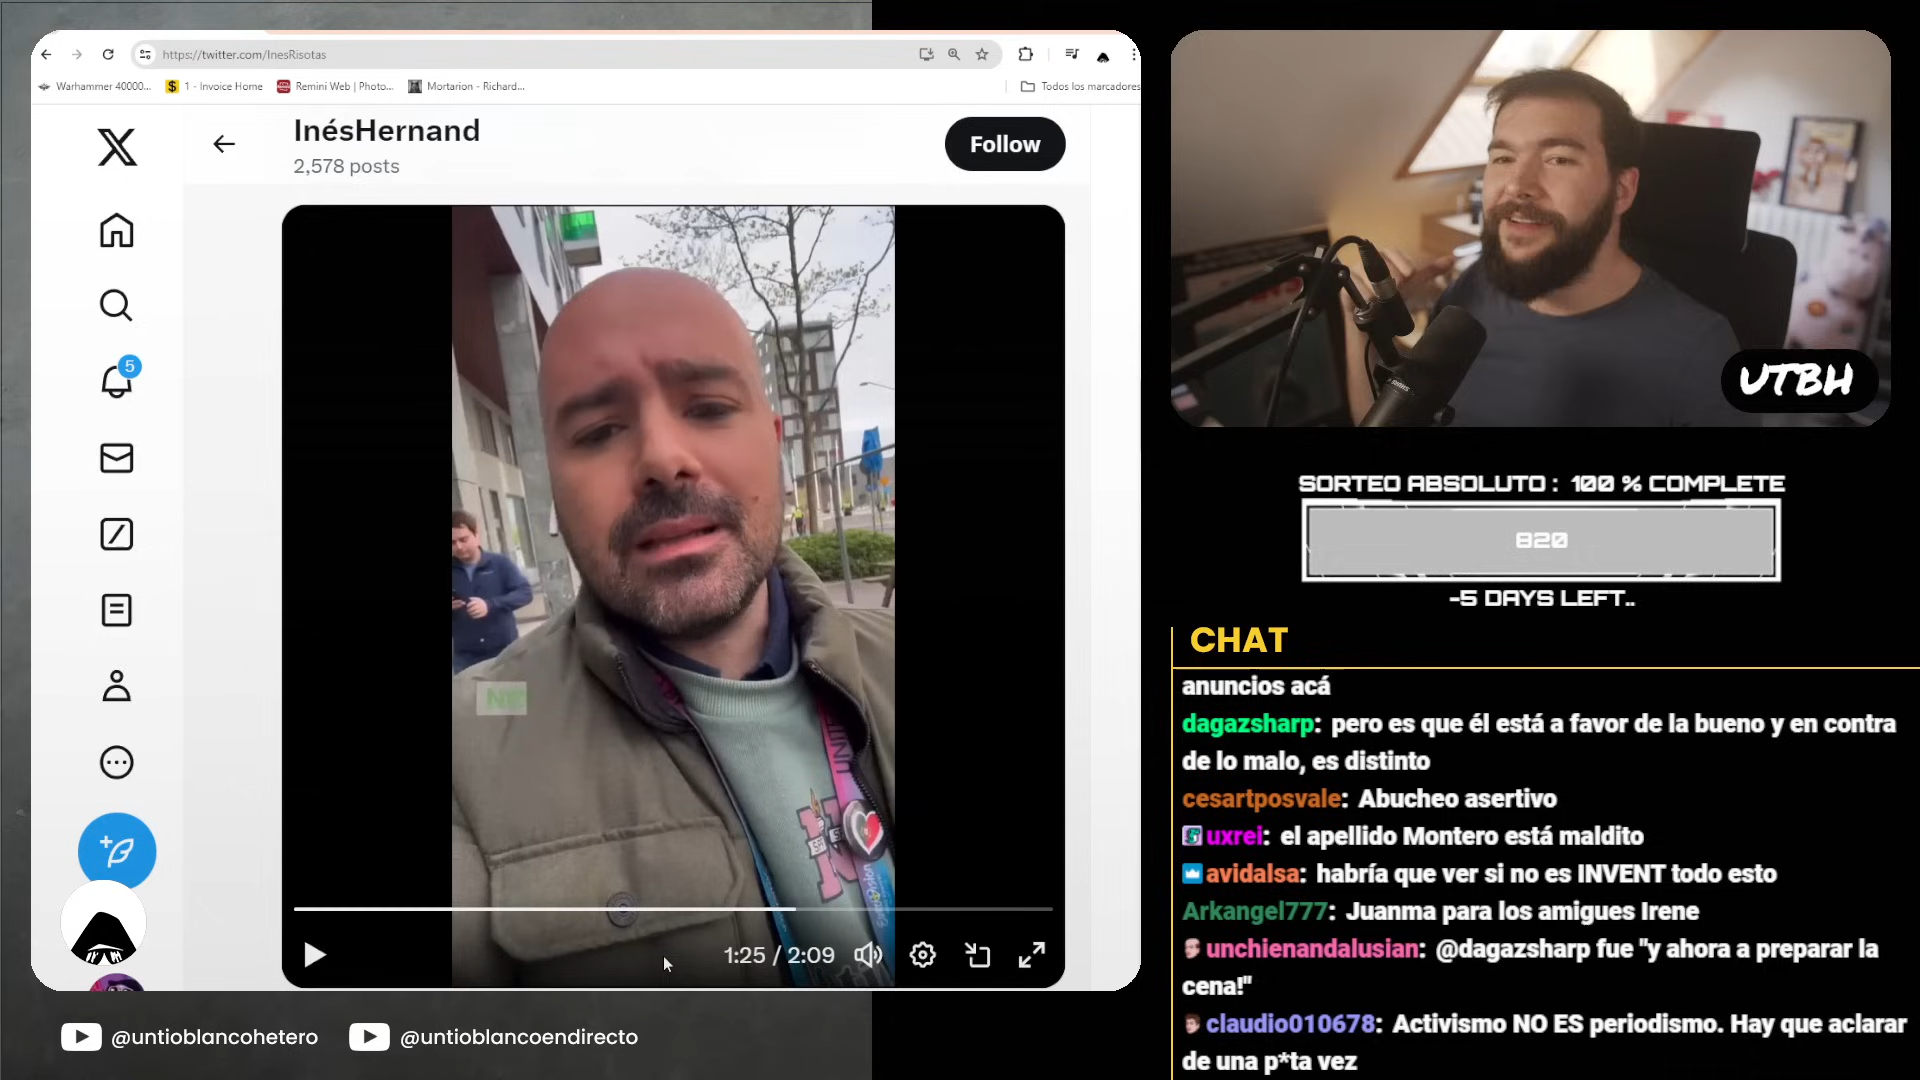 https://twitter.com/InesRisotas
Warhammer 40000...
1 - Invoice Home
Remini Web | Photo...
Mortarion - Richard...
Todos los marcadores
InésHernand
2,578 posts
Follow
5
1:25 / 2:09
@untioblancohetero
@untioblancoendirecto
UTBH
SORTEO ABSOLUTO : 100 % COMPLETE
820
-5 DAYS LEFT..
CHAT
anuncios acá
dagazsharp: pero es que él está a favor de la bueno y en contra
de lo malo, es distinto
cesartposvale: Abucheo asertivo
uxrei: el apellido Montero está maldito
avidalsa: habría que ver si no es INVENT todo esto
Arkangel777: Juanma para los amigues Irene
unchienandalusian: @dagazsharp fue "y ahora a preparar la
cena!"
claudio010678: Activismo NO ES periodismo. Hay que aclarar
de una p*ta vez